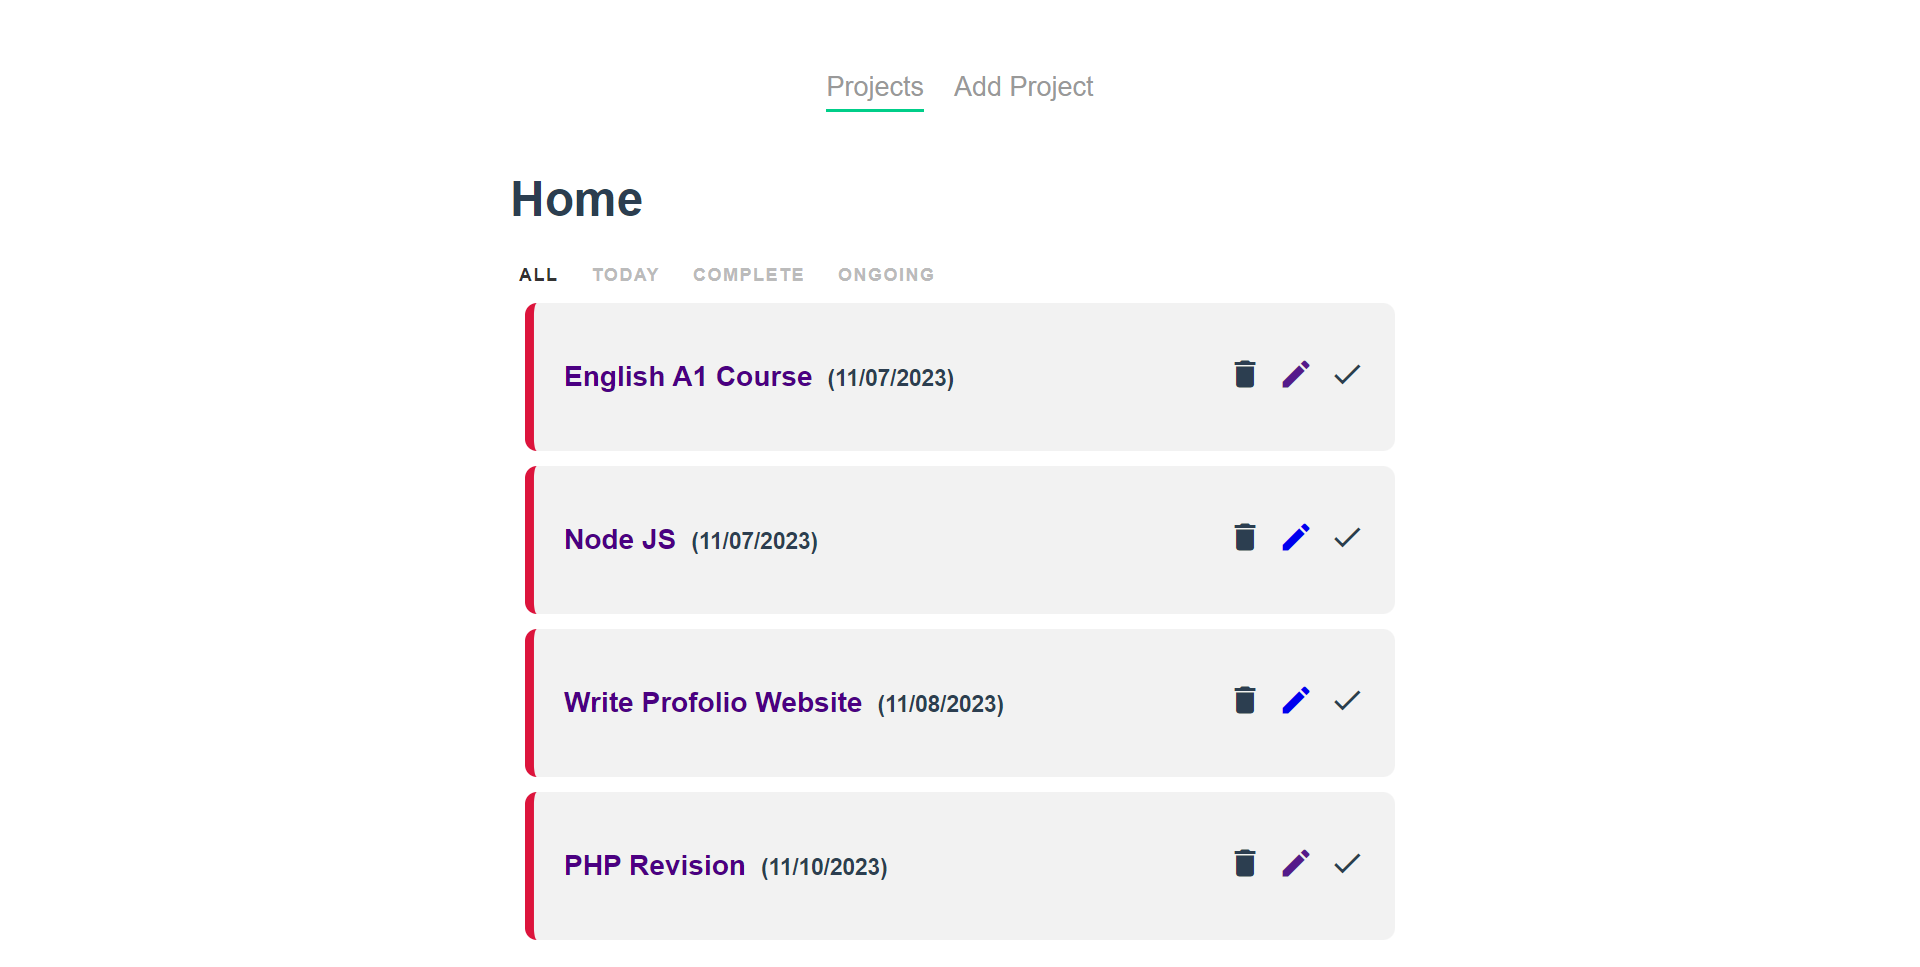 Projects Add Project
Home
ALL TODAY COMPLETE ONGOING
English A1 Course (11/07/2023)
Node JS (11/07/2023)
Write Profolio Website (11/08/2023)
PHP Revision (11/10/2023)